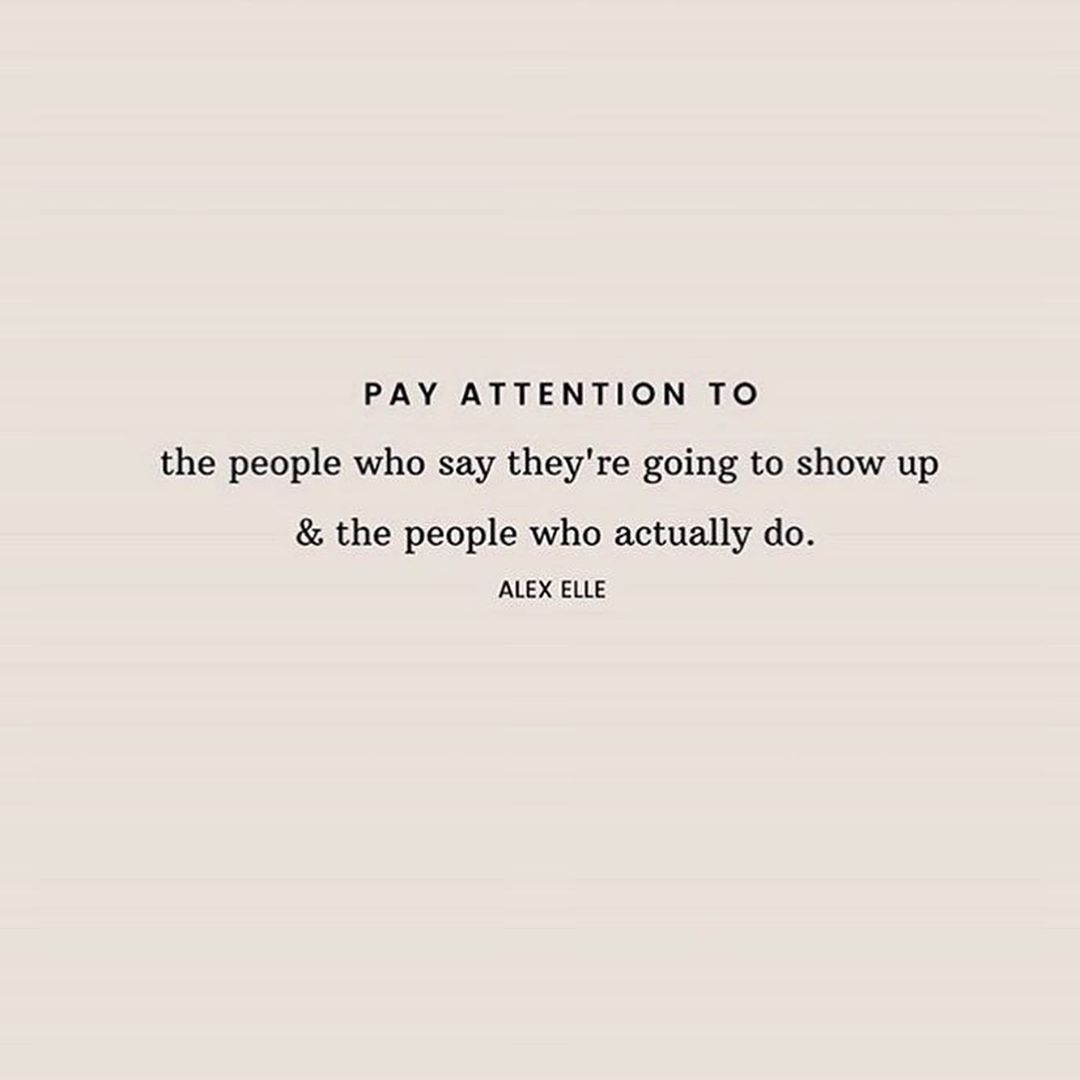 PAY ATTENTION TO
the people who say they're going to show up
& the people who actually do.
ALEX ELLE